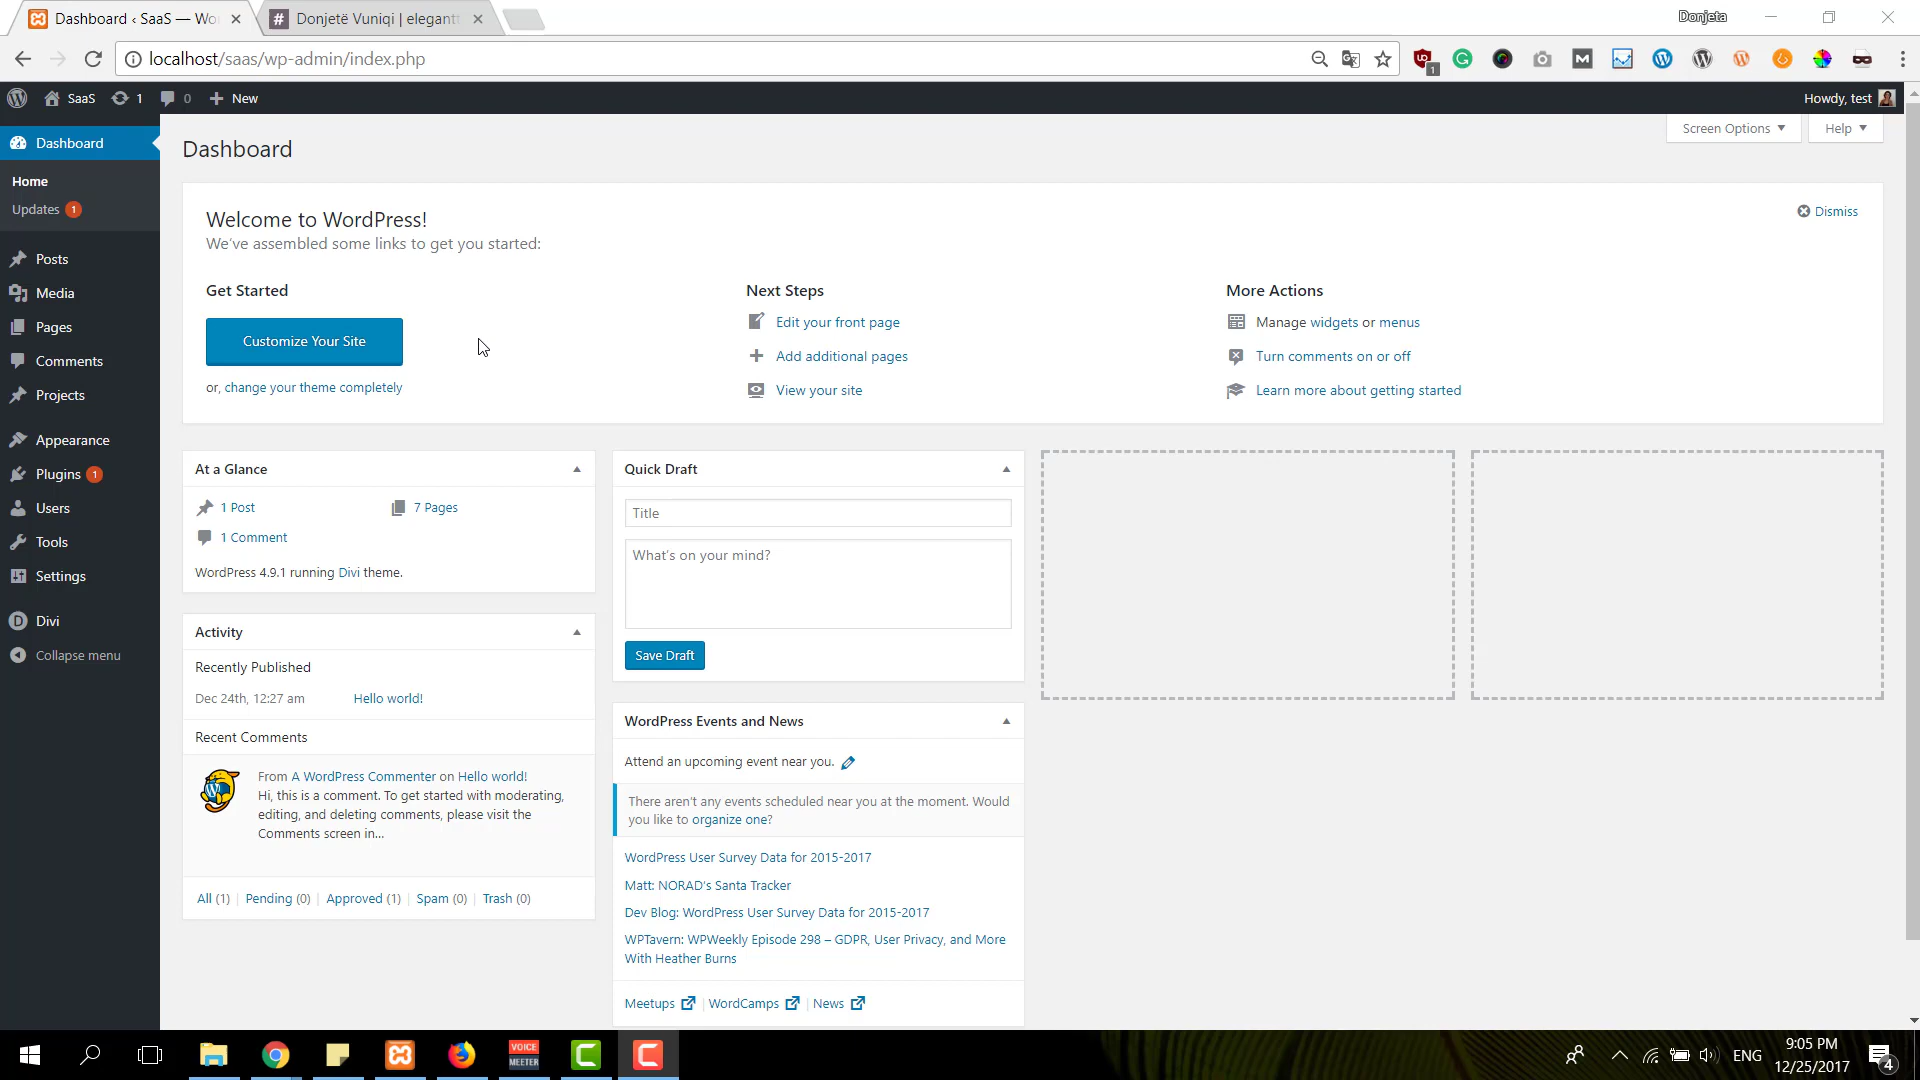 Dashboard ‹ SaaS — Wo
# Donjetë Vuniqi | elegantt
Donjeta
localhost/saas/wp-admin/index.php
1
SaaS 1 0 New
Howdy, test
Dashboard
Home
Updates 1
Posts
Media
Pages
Comments
Projects
Appearance
Plugins 1
Users
Tools
Settings
Divi
Collapse menu
Screen Options
Help
Dashboard
Welcome to WordPress!
We've assembled some links to get you started:
Dismiss
Get Started
Customize Your Site
or, change your theme completely
Next Steps
Edit your front page
Add additional pages
View your site
More Actions
Manage widgets or menus
Turn comments on or off
Learn more about getting started
At a Glance
1 Post
7 Pages
1 Comment
WordPress 4.9.1 running Divi theme.
Activity
Recently Published
Dec 24th, 12:27 am Hello world!
Recent Comments
From A WordPress Commenter on Hello world!
Hi, this is a comment. To get started with moderating,
editing, and deleting comments, please visit the
Comments screen in...
All (1) | Pending (0) | Approved (1) | Spam (0) | Trash (0)
Quick Draft
Title
What's on your mind?
Save Draft
WordPress Events and News
Attend an upcoming event near you.
There aren't any events scheduled near you at the moment. Would
you like to organize one?
WordPress User Survey Data for 2015-2017
Matt: NORAD's Santa Tracker
Dev Blog: WordPress User Survey Data for 2015-2017
WPTavern: WPWeekly Episode 298 – GDPR, User Privacy, and More
With Heather Burns
Meetups | WordCamps | News
VOICE
MEETER
ENG
9:05 PM
12/25/2017
4